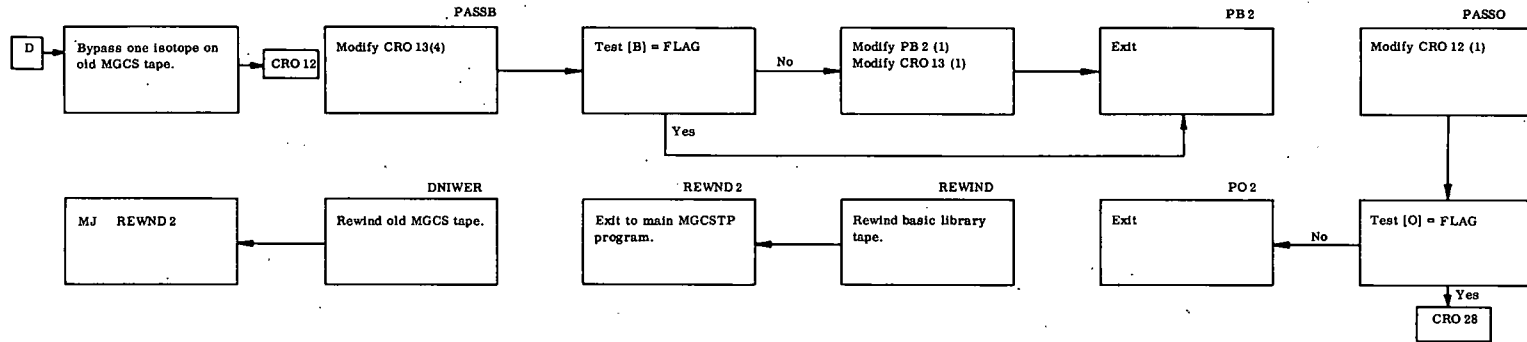 PASSB
PB 2
PASSO
D
Bypass one isotope on
old MGCS tape.
CRO 12
Modify CRO 13(4)
Test [B] = FLAG
No
Modify PB 2 (1)
Modify CRO 13 (1)
Exit
Modify CRO 12 (1)
Yes
DNIWER
REWND 2
REWIND
PO 2
MJ REWND 2
Rewind old MGCS tape.
Exit to main MGCSTP
program.
Rewind basic library
tape.
Exit
No
Test [O] = FLAG
Yes
CRO 28